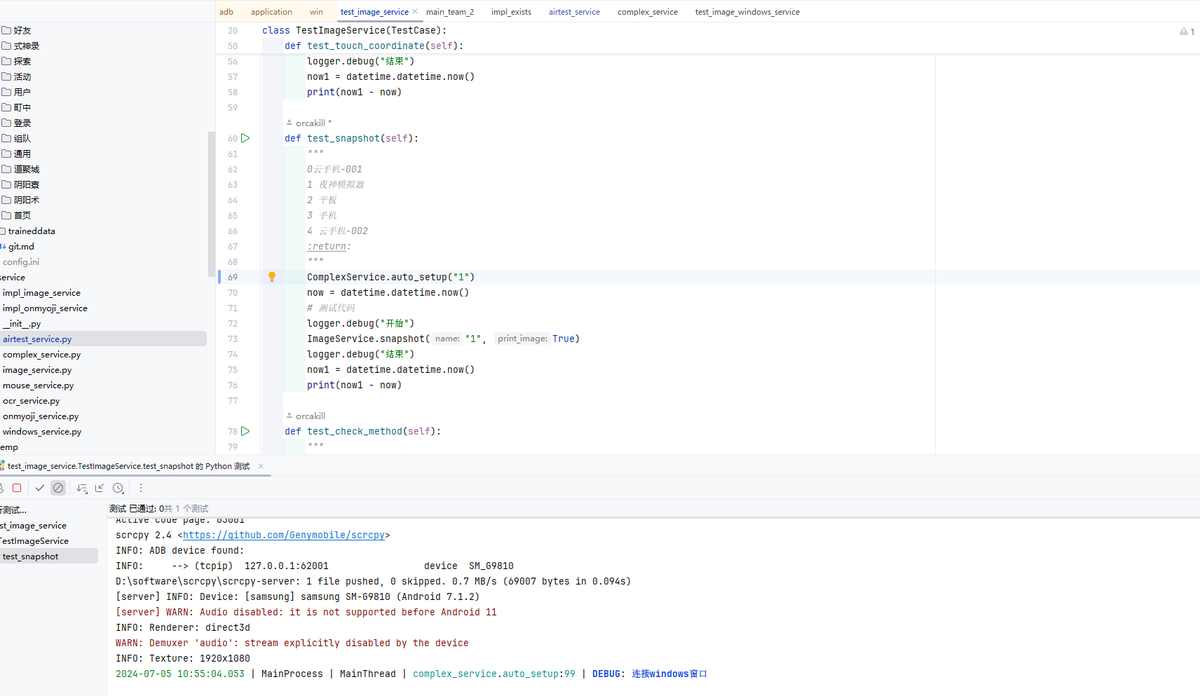 adb application win test_image_service main_team_2 impl_exists airtest_service complex_service test_image_windows_service
好友
式神录
探索
活动
用户
町中
登录
组队
通用
道聚城
阴阳寮
阴阳术
首页
traineddata
git.md
config.ini
service
impl_image_service
impl_onmyoji_service
__init__.py
airtest_service.py
complex_service.py
image_service.py
mouse_service.py
ocr_service.py
onmyoji_service.py
windows_service.py
emp
1
20 class TestImageService(TestCase):
50 def test_touch_coordinate(self):
56 logger.debug("结束")
57 now1 = datetime.datetime.now()
58 print(now1 - now)
59
orcakill *
60 def test_snapshot(self):
61 """
62 0云手机-001
63 1 夜神模拟器
64 2 平板
65 3 手机
66 4 云手机-002
67 :return:
68 """
69 ComplexService.auto_setup("1")
70 now = datetime.datetime.now()
71 # 测试代码
72 logger.debug("开始")
73 ImageService.snapshot( name: "1", print_image: True)
74 logger.debug("结束")
75 now1 = datetime.datetime.now()
76 print(now1 - now)
77
orcakill
78 def test_check_method(self):
79 """
test_image_service.TestImageService.test_snapshot 的 Python 测试
行测试...
st_image_service
TestImageService
test_snapshot
测试 已通过: 0共 1 个测试
Active code page: 65001
scrcpy 2.4 <https://github.com/Genymobile/scrcpy>
INFO: ADB device found:
INFO: --> (tcpip) 127.0.0.1:62001 device SM_G9810
D:\software\scrcpy\scrcpy-server: 1 file pushed, 0 skipped. 0.7 MB/s (69007 bytes in 0.094s)
[server] INFO: Device: [samsung] samsung SM-G9810 (Android 7.1.2)
[server] WARN: Audio disabled: it is not supported before Android 11
INFO: Renderer: direct3d
WARN: Demuxer 'audio': stream explicitly disabled by the device
INFO: Texture: 1920x1080
2024-07-05 10:55:04.053 | MainProcess | MainThread | complex_service.auto_setup:99 | DEBUG: 连接windows窗口